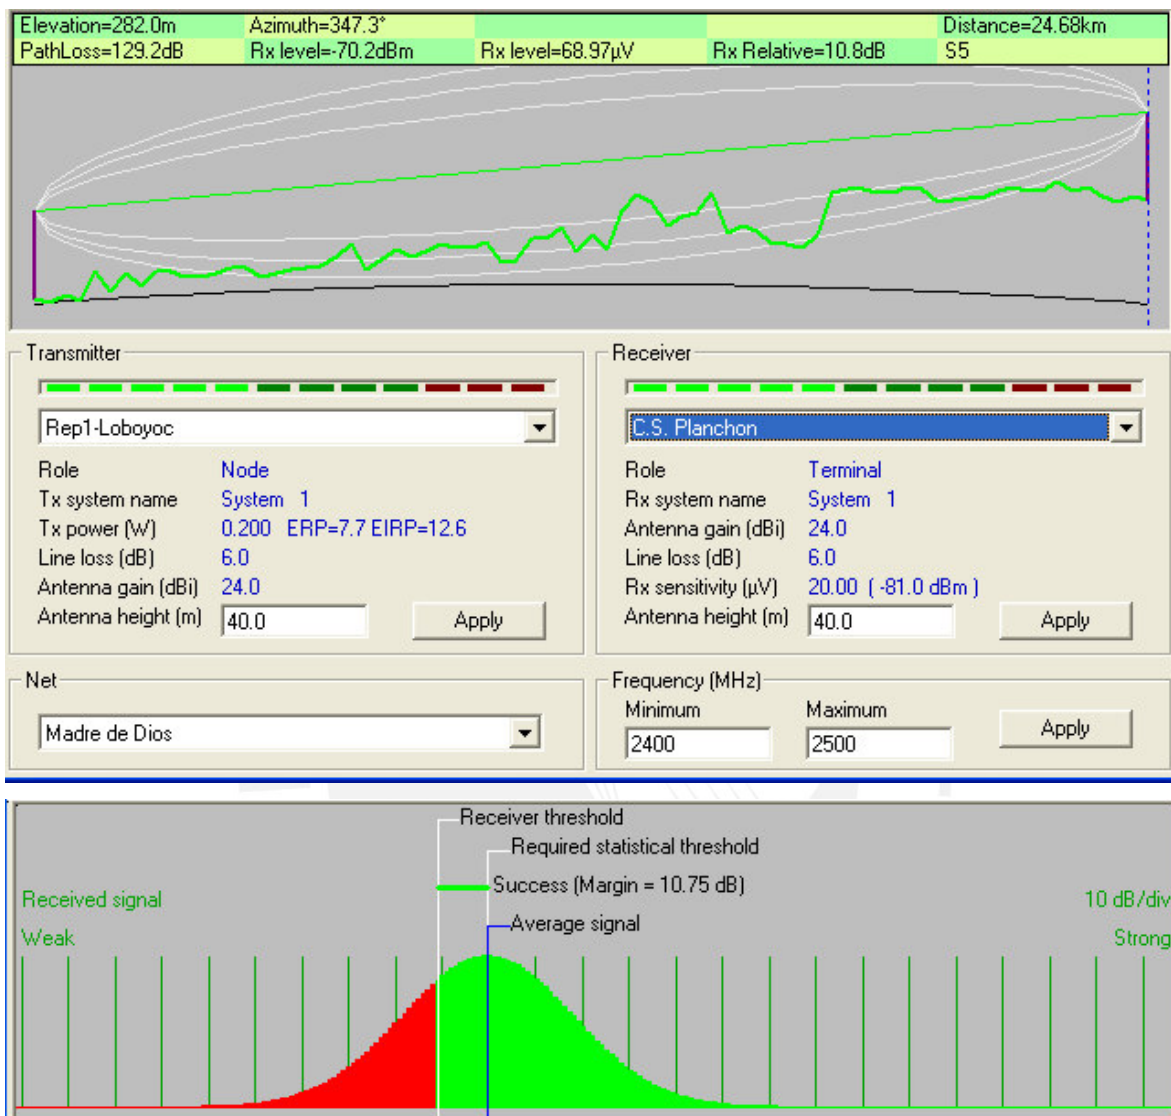 Elevation=282.0m Azimuth=347.3° Distance=24.68km
PathLoss=129.2dB Rx level=-70.2dBm Rx level=68.97µV Rx Relative=10.8dB S5
Transmitter
Rep1-Loboyoc
Role Node
Tx system name System 1
Tx power (W) 0.200 ERP=7.7 EIRP=12.6
Line loss (dB) 6.0
Antenna gain (dBi) 24.0
Antenna height (m) 40.0 Apply
Receiver
C.S. Planchon
Role Terminal
Rx system name System 1
Antenna gain (dBi) 24.0
Line loss (dB) 6.0
Rx sensitivity (µV) 20.00 ( -81.0 dBm )
Antenna height (m) 40.0 Apply
Net
Madre de Dios
Frequency (MHz)
Minimum Maximum
2400 2500 Apply
Receiver threshold
Required statistical threshold
Success (Margin = 10.75 dB)
Received signal 10 dB/div
Average signal
Weak Strong